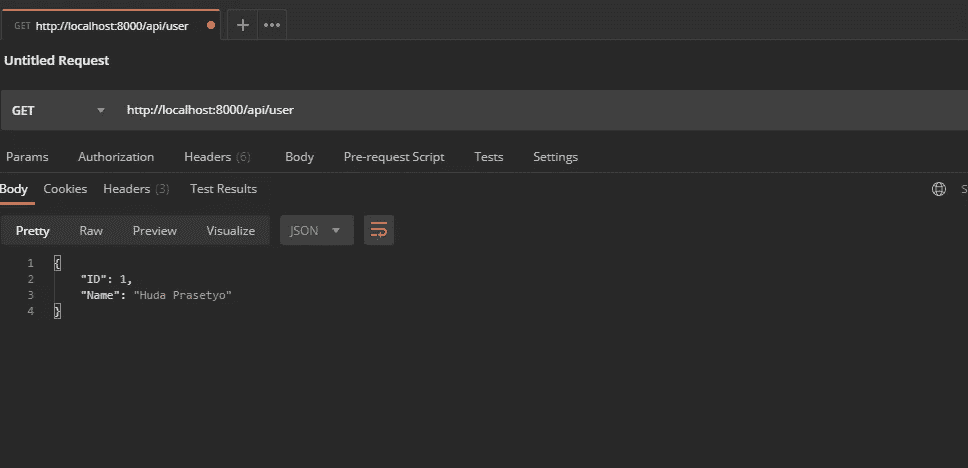 GET http://localhost:8000/api/user
Untitled Request
GET http://localhost:8000/api/user
Params Authorization Headers (6) Body Pre-request Script Tests Settings
Body Cookies Headers (3) Test Results S
Pretty Raw Preview Visualize JSON
1 {
2 "ID": 1,
3 "Name": "Huda Prasetyo"
4 }